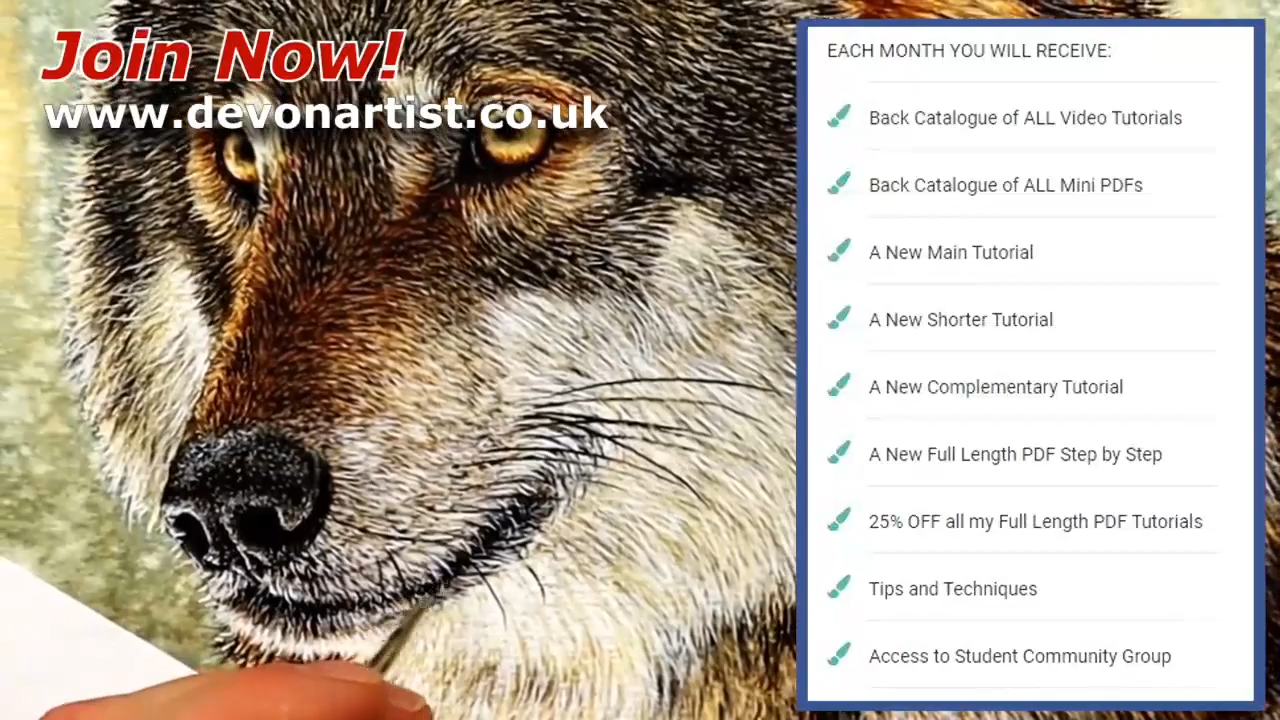 Join Now!
www.devonartist.co.uk
EACH MONTH YOU WILL RECEIVE:
Back Catalogue of ALL Video Tutorials
Back Catalogue of ALL Mini PDFs
A New Main Tutorial
A New Shorter Tutorial
A New Complementary Tutorial
A New Full Length PDF Step by Step
25% OFF all my Full Length PDF Tutorials
Tips and Techniques
Access to Student Community Group